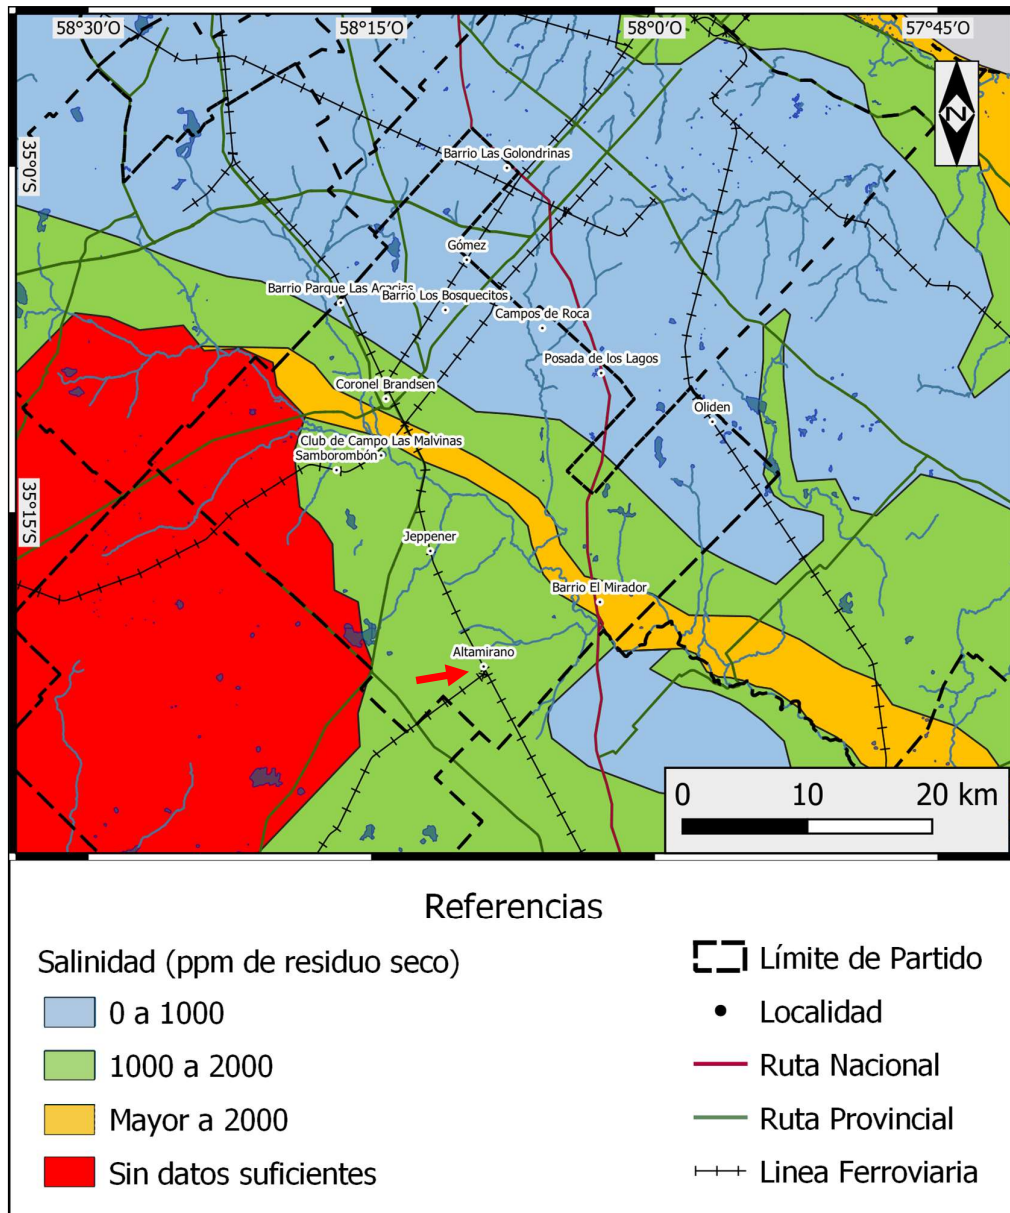 58°30’O 58°15’O 58°0’O 57°45’O
N
35°0’S
Barrio Las Golondrinas
Gómez
Barrio Parque Las Acacias
Barrio Los Bosquecitos
Campos de Roca
Posada de los Lagos
Coronel Brandsen
Oliden
Club de Campo Las Malvinas
Samborombón
35°15’S
Jeppener
Barrio El Mirador
Altamirano
0 10 20 km
Referencias
Salinidad (ppm de residuo seco)
0 a 1000
1000 a 2000
Mayor a 2000
Sin datos suficientes
Límite de Partido
Localidad
Ruta Nacional
Ruta Provincial
Linea Ferroviaria